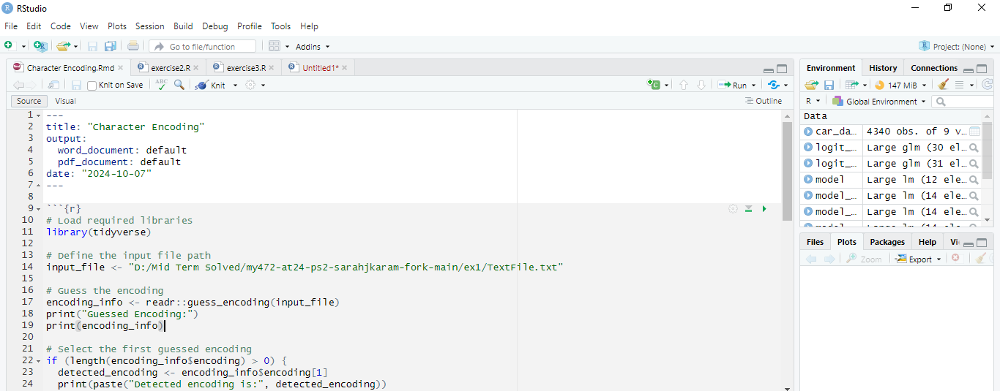 RStudio
File Edit Code View Plots Session Build Debug Profile Tools Help
Go to file/function Addins Project: (None)
Character Encoding.Rmd exercise2.R exercise3.R Untitled1*
Knit on Save ABC Knit Run
Source Visual Outline
1 ---
2 title: "Character Encoding"
3 output:
4 word_document: default
5 pdf_document: default
6 date: "2024-10-07"
7 ---
8
9 ```{r}
10 # Load required libraries
11 library(tidyverse)
12
13 # Define the input file path
14 input_file <- "D:/Mid Term Solved/my472-at24-ps2-sarahjkaram-fork-main/ex1/TextFile.txt"
15
16 # Guess the encoding
17 encoding_info <- readr::guess_encoding(input_file)
18 print("Guessed Encoding:")
19 print(encoding_info)
20
21 # Select the first guessed encoding
22 if (length(encoding_info$encoding) > 0) {
23 detected_encoding <- encoding_info$encoding[1]
24 print(paste("Detected encoding is:", detected_encoding))
Environment History Connections
147 MiB
R Global Environment
Data
car_da… 4340 obs. of 9 v…
logit_… Large glm (30 el…
logit_… Large glm (31 el…
model Large lm (12 ele…
model_… Large lm (14 ele…
model_… Large lm (14 ele…
Files Plots Packages Help Vi
Zoom Export